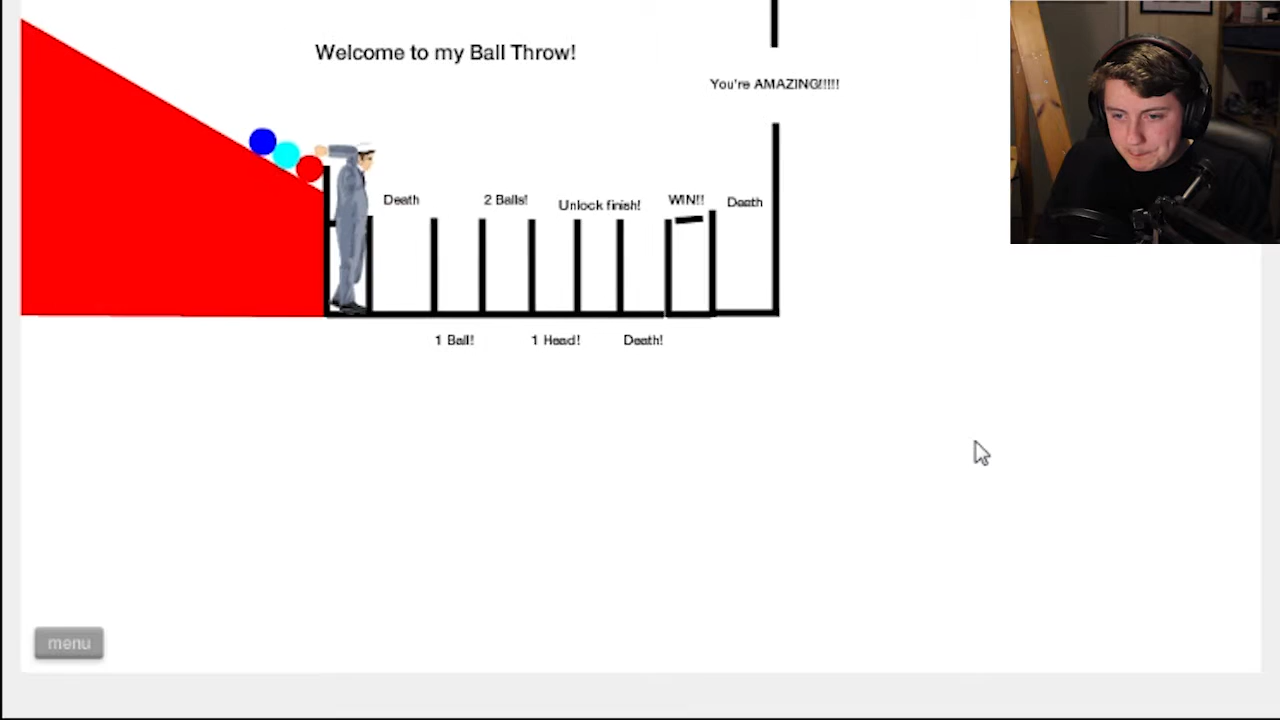 Welcome to my Ball Throw!
You're AMAZING!!!!!
Death
2 Balls!
Unlock finish!
WIN!!
Death
1 Ball!
1 Head!
Death!
menu